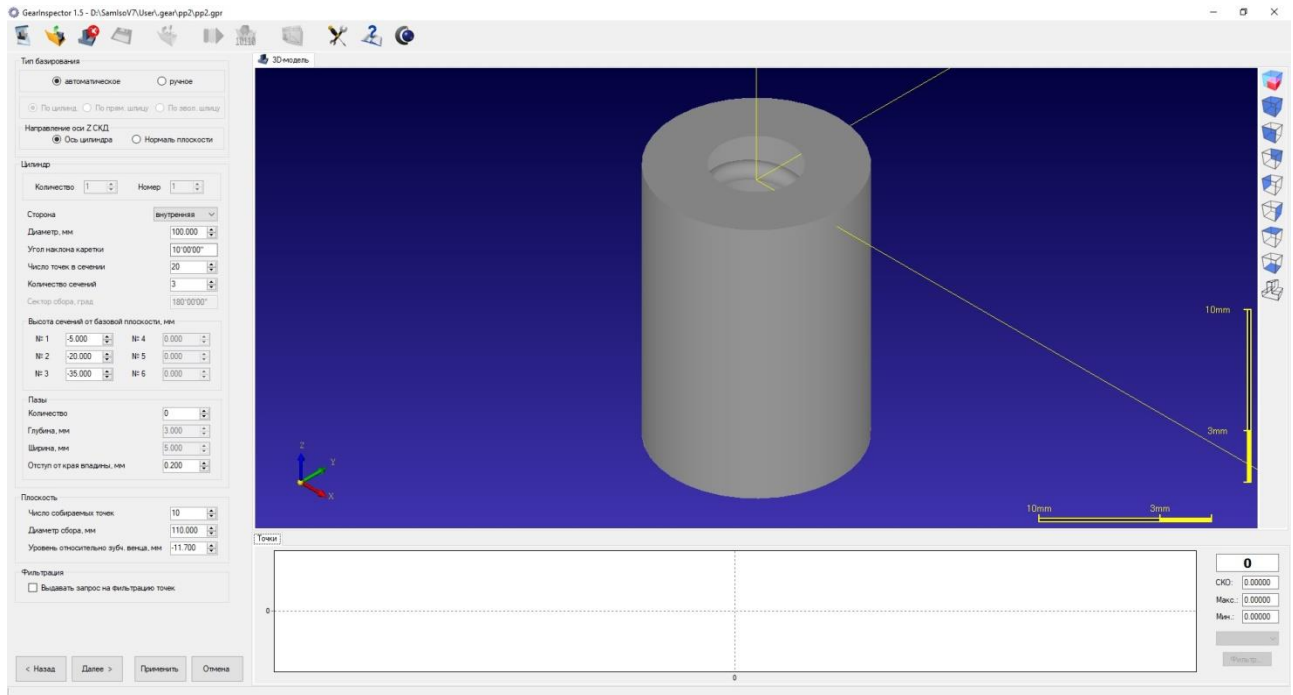 GearInspector 1.5 - D:\SamIsoV7\User\.gear\pp2\pp2.gpr
Тип базирования
автоматическое ручное
По цилинд. По прям. шлицу По эвол. шлицу
Направление оси Z СКД
Ось цилиндра Нормаль плоскости
Цилиндр
Количество 1 Номер 1
Сторона внутренняя
Диаметр, мм 100.000
Угол наклона каретки 10°00'00"
Число точек в сечении 20
Количество сечений 3
Сектор сбора, град. 180°00'00"
Высота сечений от базовой плоскости, мм
№ 1 -5.000 № 4 0.000
№ 2 -20.000 № 5 0.000
№ 3 -35.000 № 6 0.000
Пазы
Количество 0
Глубина, мм 3.000
Ширина, мм 5.000
Отступ от края впадины, мм 0.200
Плоскость
Число собираемых точек 10
Диаметр сбора, мм 110.000
Уровень относительно зубч. венца, мм -11.700
Фильтрация
Выдавать запрос на фильтрацию точек
< Назад Далее > Применить Отмена
3D-модель
10mm
3mm
Z
Y
X
10mm 3mm
Точки
0
0
0
СКО: 0.00000
Макс.: 0.00000
Мин.: 0.00000
Фильтр...